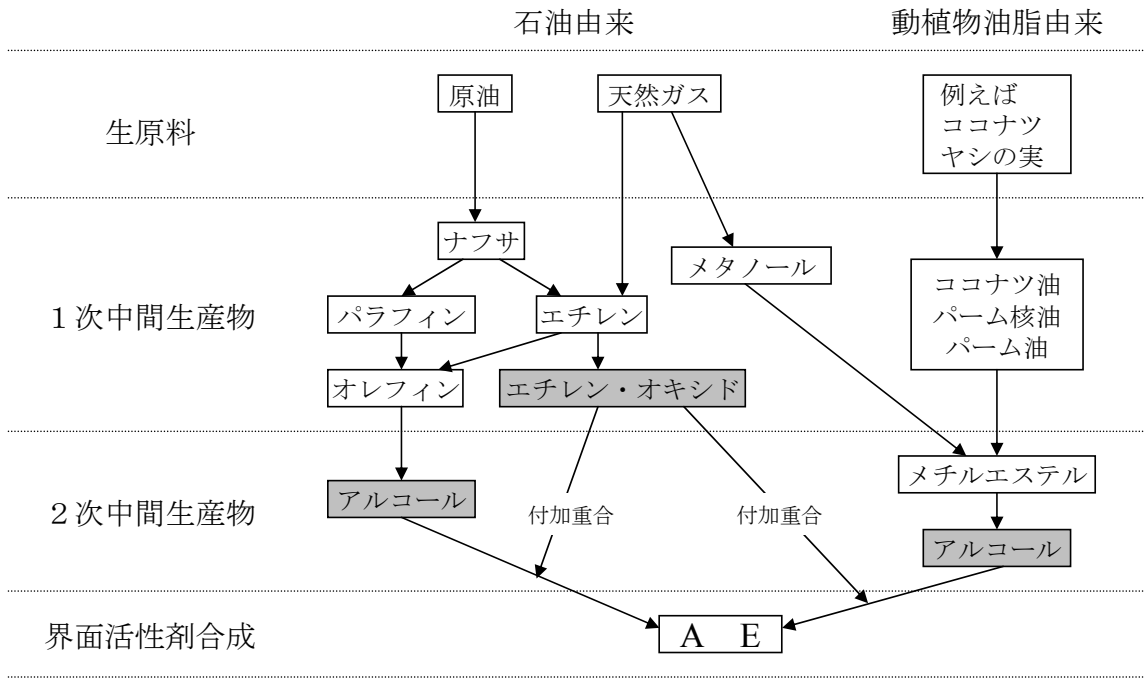 石油由来
動植物油脂由来
生原料
原油
天然ガス
例えば
ココナツ
ヤシの実
1次中間生産物
ナフサ
メタノール
パラフィン
エチレン
ココナツ油
パーム核油
パーム油
オレフィン
エチレン・オキシド
2次中間生産物
メチルエステル
アルコール
付加重合
付加重合
アルコール
界面活性剤合成
A E